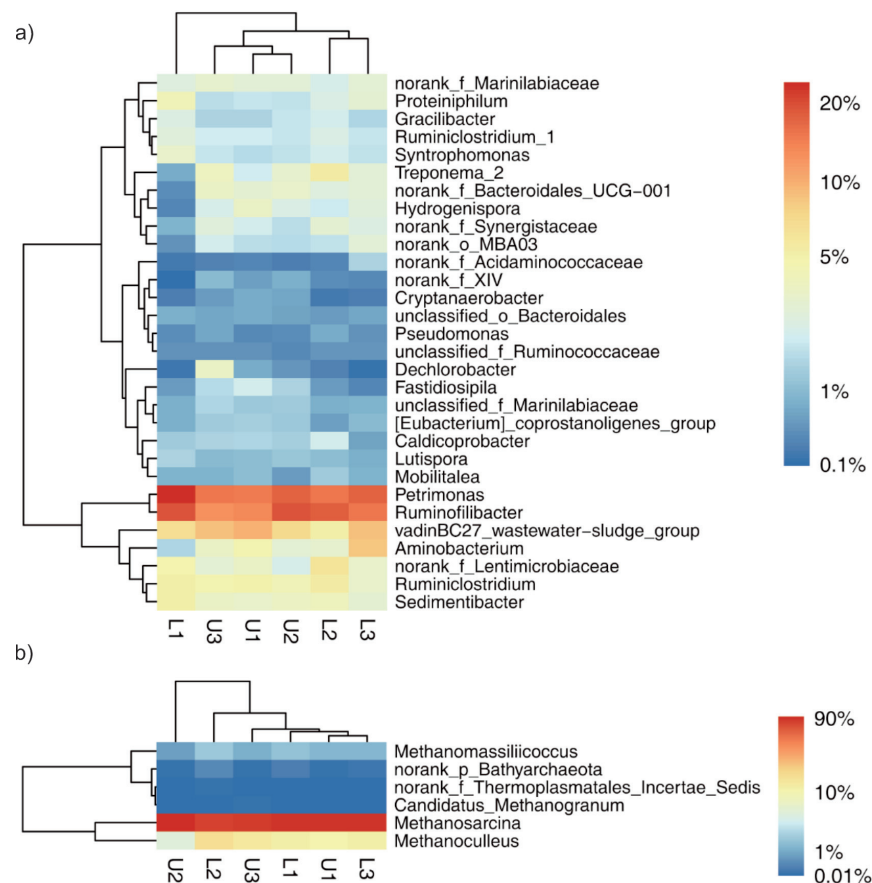 a)
norank_f_Marinilabiaceae
Proteiniphilum
Gracilibacter
Ruminiclostridium_1
Syntrophomonas
Treponema_2
norank_f_Bacteroidales_UCG-001
Hydrogenispora
norank_f_Synergistaceae
norank_o_MBA03
norank_f_Acidaminococcaceae
norank_f_XIV
Cryptanaerobacter
unclassified_o_Bacteroidales
Pseudomonas
unclassified_f_Ruminococcaceae
Dechlorobacter
Fastidiosipila
unclassified_f_Marinilabiaceae
[Eubacterium]_coprostanoligenes_group
Caldicoprobacter
Lutispora
Mobilitalea
Petrimonas
Ruminofilibacter
vadinBC27_wastewater-sludge_group
Aminobacterium
norank_f_Lentimicrobiaceae
Ruminiclostridium
Sedimentibacter
L1 U3 U1 U2 L2 L3
20%
10%
5%
1%
0.1%
b)
Methanomassiliicoccus
norank_p_Bathyarchaeota
norank_f_Thermoplasmatales_Incertae_Sedis
Candidatus_Methanogranum
Methanosarcina
Methanoculleus
U2 L2 U3 L1 U1 L3
90%
10%
1%
0.01%